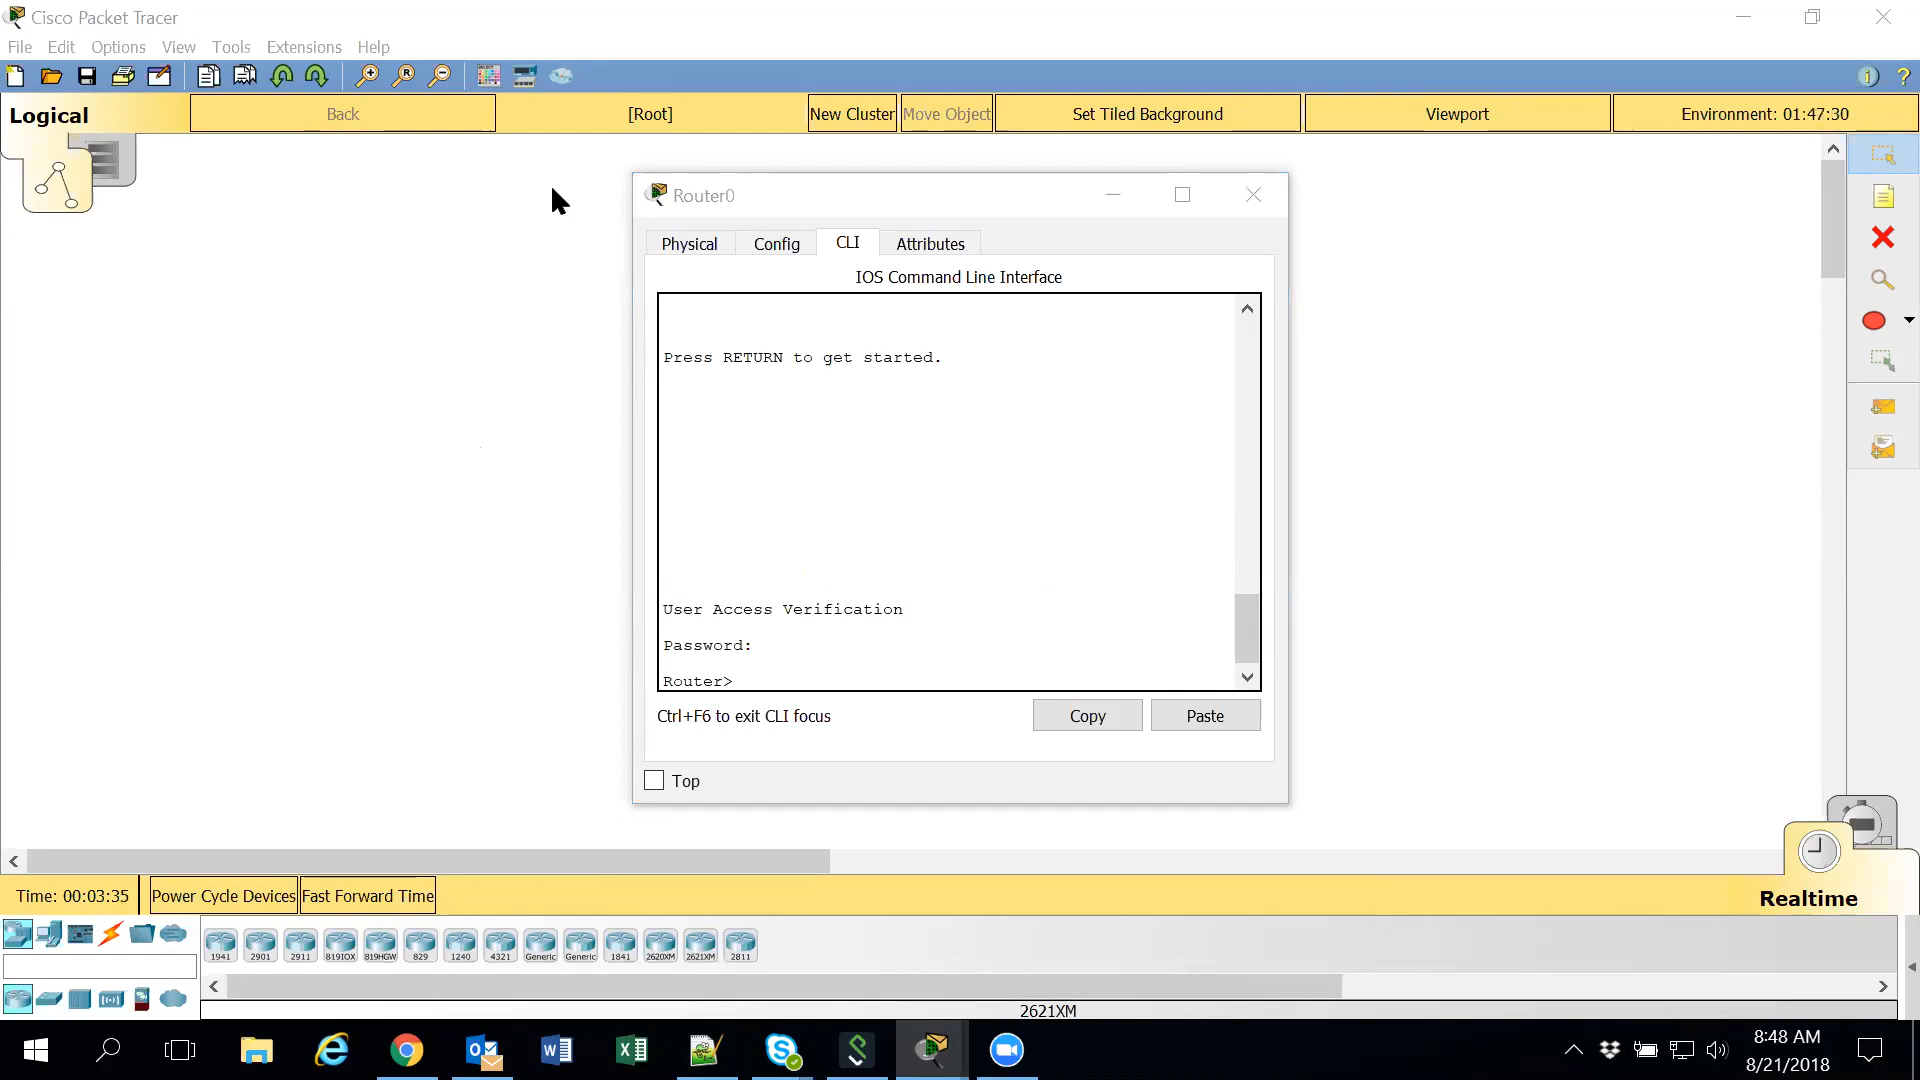 Cisco Packet Tracer
File Edit Options View Tools Extensions Help
Logical Back [Root] New Cluster Move Object Set Tiled Background Viewport Environment: 01:47:30
Router0
Physical Config CLI Attributes
IOS Command Line Interface
Press RETURN to get started.
User Access Verification
Password:
Router>
Ctrl+F6 to exit CLI focus Copy Paste
Top
Time: 00:03:35 Power Cycle Devices Fast Forward Time Realtime
1941 2901 2911 819IOX 819HGW 829 1240 4321 Generic Generic 1841 2620XM 2621XM 2811
2621XM
8:48 AM
8/21/2018